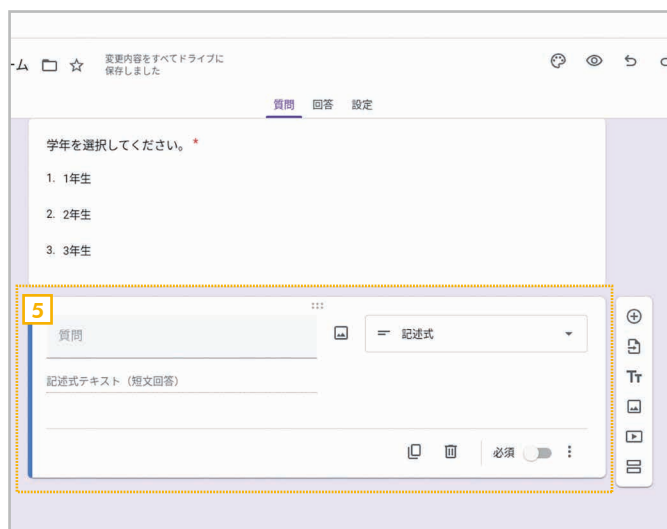 -ム 変更内容をすべてドライブに
保存しました
質問 回答 設定
学年を選択してください。 *
1. 1年生
2. 2年生
3. 3年生
5
質問
記述式
記述式テキスト（短文回答）
必須
Tт